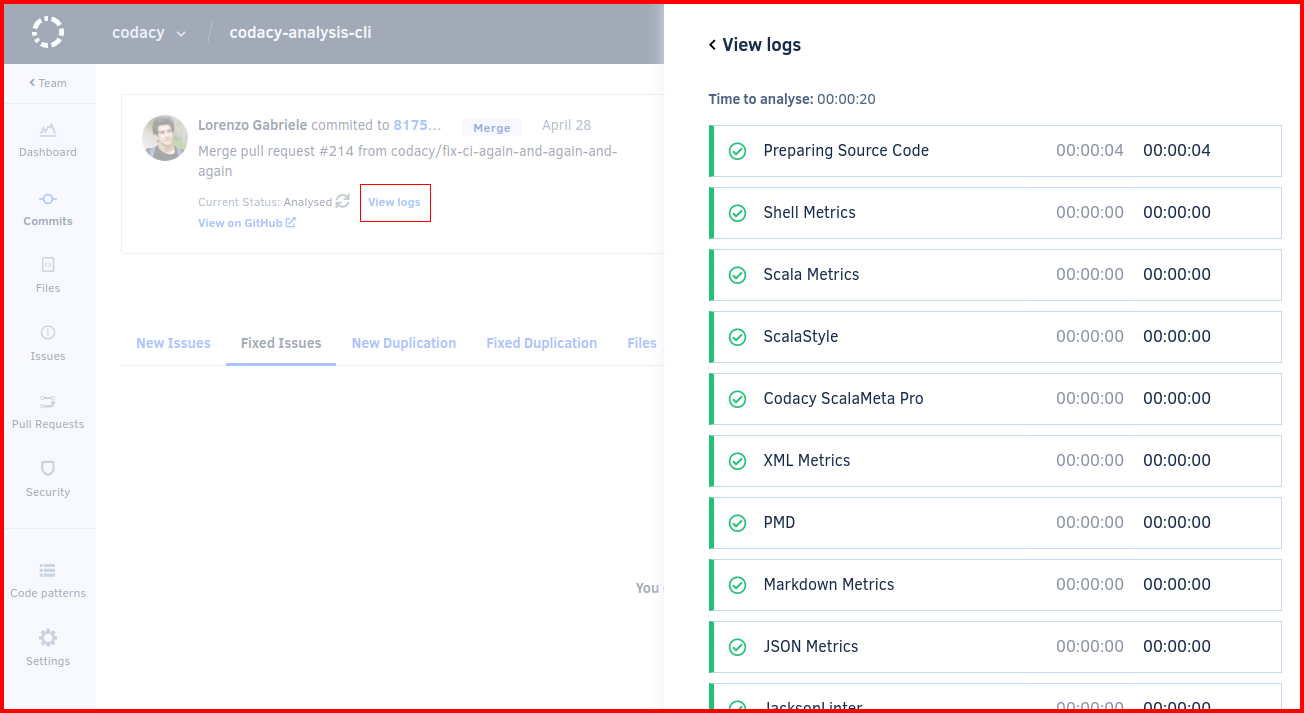 codacy / codacy-analysis-cli
Team
Dashboard
Commits
Files
Issues
Pull Requests
Security
Code patterns
Settings
Lorenzo Gabriele commited to 8175... Merge April 28
Merge pull request #214 from codacy/fix-ci-again-and-again-and-
again
Current Status: Analysed View logs
View on GitHub
New Issues Fixed Issues New Duplication Fixed Duplication Files
You
View logs
Time to analyse: 00:00:20
Preparing Source Code 00:00:04 00:00:04
Shell Metrics 00:00:00 00:00:00
Scala Metrics 00:00:00 00:00:00
ScalaStyle 00:00:00 00:00:00
Codacy ScalaMeta Pro 00:00:00 00:00:00
XML Metrics 00:00:00 00:00:00
PMD 00:00:00 00:00:00
Markdown Metrics 00:00:00 00:00:00
JSON Metrics 00:00:00 00:00:00
JacksonLinter 00:00:00 00:00:00